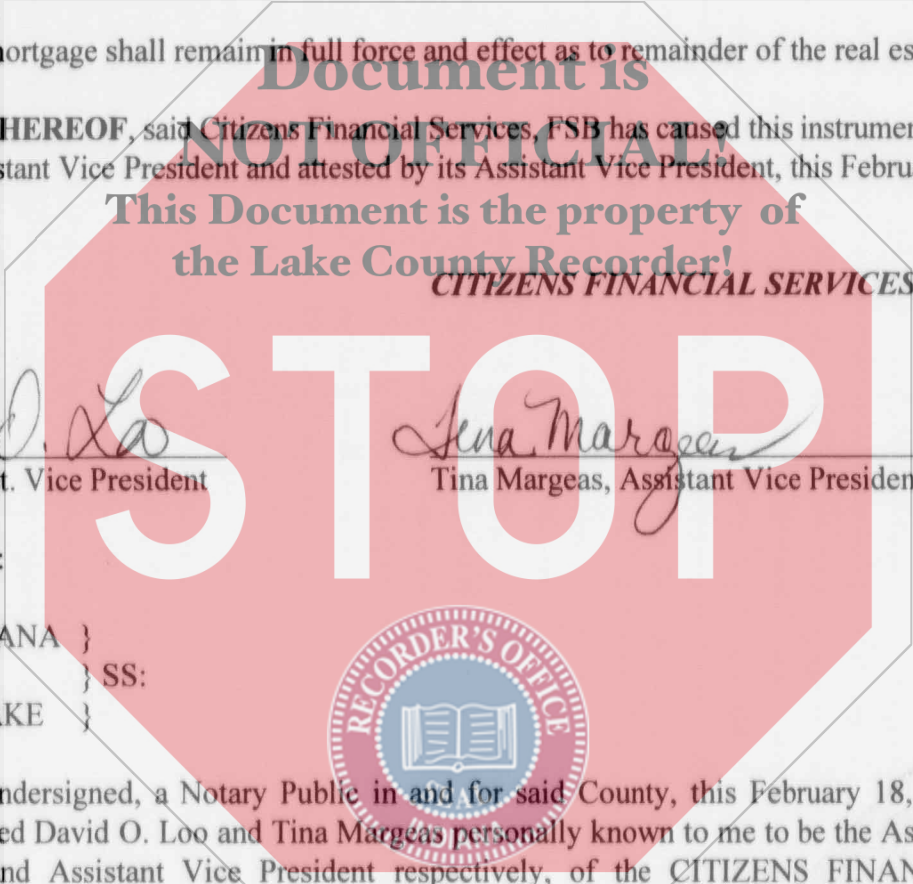 ortgage shall remain in full force and effect as to remainder of the real es
Document is
HEREOF, said Citizens Financial Services, FSB has caused this instrumen
NOT OFFICIAL!
stant Vice President and attested by its Assistant Vice President, this Februa
This Document is the property of
the Lake County Recorder!
CITIZENS FINANCIAL SERVICES
STOP
Tina Margeas
t. Vice President
Tina Margeas, Assistant Vice Presiden
:
ANA }
} SS:
AKE }
RECORDER'S OFFICE
ndersigned, a Notary Public in and for said County, this February 18,
ed David O. Loo and Tina Margeas personally known to me to be the As
nd Assistant Vice President respectively, of the CITIZENS FINAN